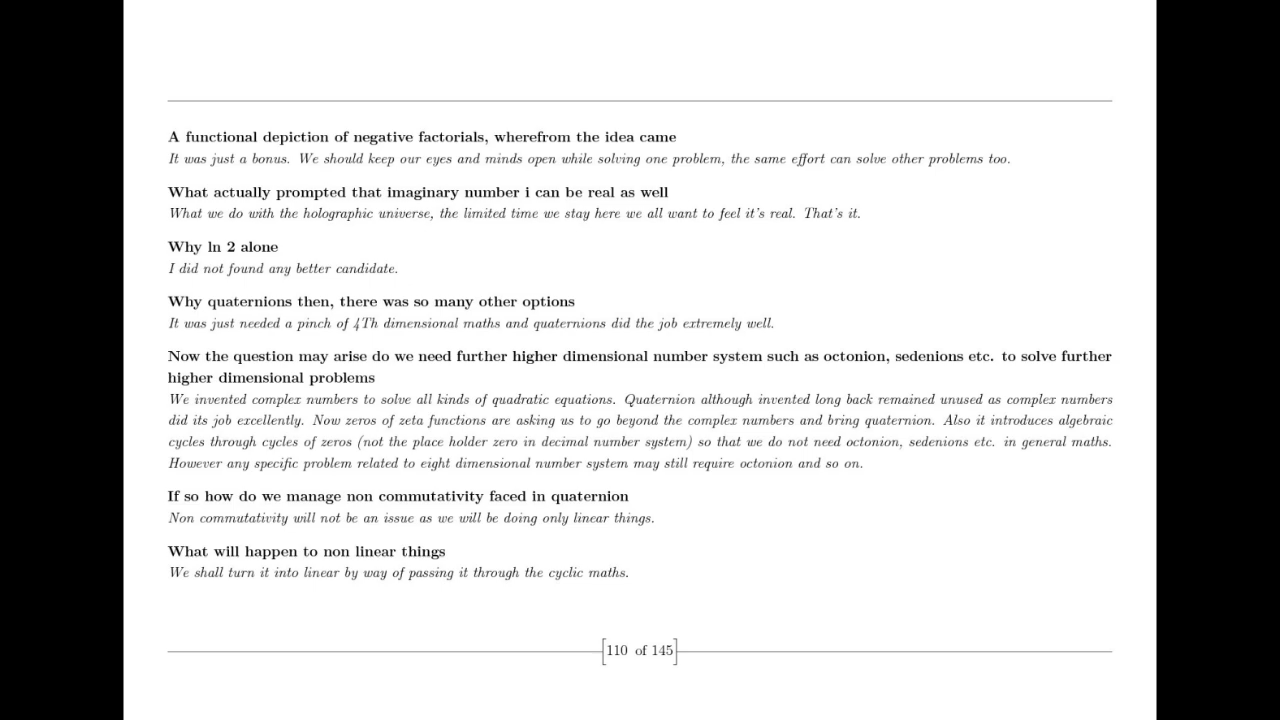 A functional depiction of negative factorials, wherefrom the idea came
It was just a bonus. We should keep our eyes and minds open while solving one problem, the same effort can solve other problems too.
What actually prompted that imaginary number i can be real as well
What we do with the holographic universe, the limited time we stay here we all want to feel it's real. That's it.
Why ln 2 alone
I did not found any better candidate.
Why quaternions then, there was so many other options
It was just needed a pinch of 4Th dimensional maths and quaternions did the job extremely well.
Now the question may arise do we need further higher dimensional number system such as octonion, sedenions etc. to solve further
higher dimensional problems
We invented complex numbers to solve all kinds of quadratic equations. Quaternion although invented long back remained unused as complex numbers
did its job excellently. Now zeros of zeta functions are asking us to go beyond the complex numbers and bring quaternion. Also it introduces algebraic
cycles through cycles of zeros (not the place holder zero in decimal number system) so that we do not need octonion, sedenions etc. in general maths.
However any specific problem related to eight dimensional number system may still require octonion and so on.
If so how do we manage non commutativity faced in quaternion
Non commutativity will not be an issue as we will be doing only linear things.
What will happen to non linear things
We shall turn it into linear by way of passing it through the cyclic maths.
[110 of 145]